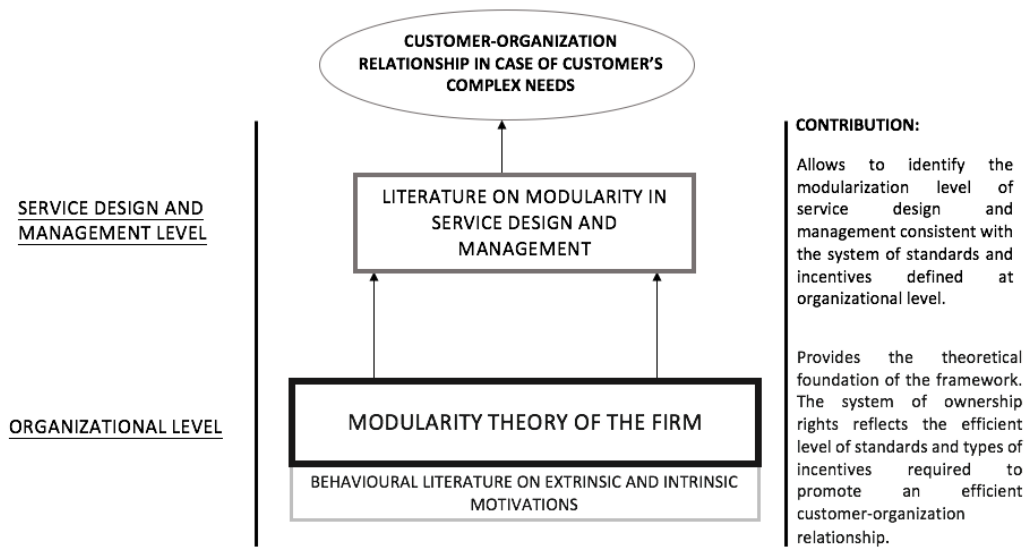 CUSTOMER-ORGANIZATION
RELATIONSHIP IN CASE OF CUSTOMER'S
COMPLEX NEEDS
SERVICE DESIGN AND
MANAGEMENT LEVEL
LITERATURE ON MODULARITY IN
SERVICE DESIGN AND
MANAGEMENT
CONTRIBUTION:
Allows to identify the
modularization level of
service design and
management consistent with
the system of standards and
incentives defined at
organizational level.
ORGANIZATIONAL LEVEL
MODULARITY THEORY OF THE FIRM
BEHAVIOURAL LITERATURE ON EXTRINSIC AND INTRINSIC
MOTIVATIONS
Provides the theoretical
foundation of the framework.
The system of ownership
rights reflects the efficient
level of standards and types of
incentives required to
promote an efficient
customer-organization
relationship.